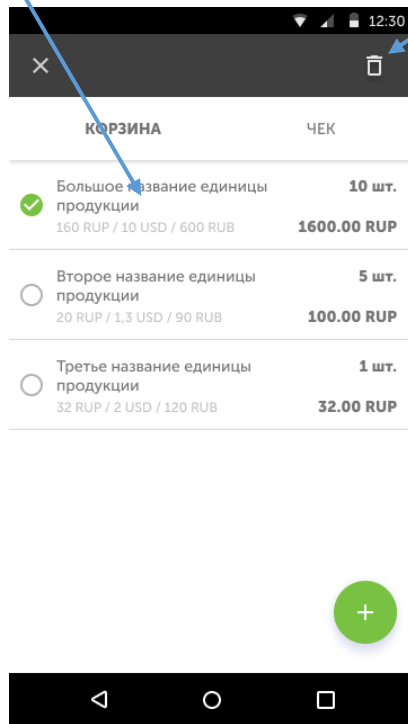 12:30
КОРЗИНА ЧЕК
Большое название единицы 10 шт.
продукции
160 RUP / 10 USD / 600 RUB 1600.00 RUP
Второе название единицы 5 шт.
продукции
20 RUP / 1,3 USD / 90 RUB 100.00 RUP
Третье название единицы 1 шт.
продукции
32 RUP / 2 USD / 120 RUB 32.00 RUP